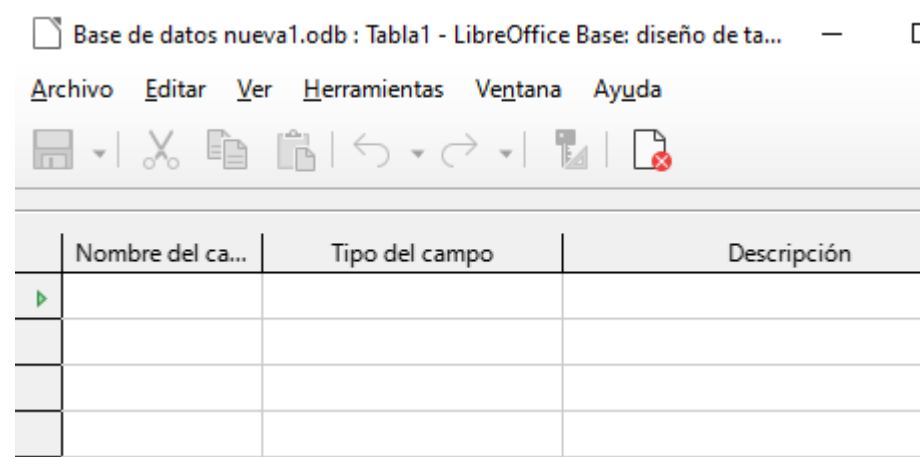 Base de datos nueva1.odb : Tabla1 - LibreOffice Base: diseño de ta...
Archivo Editar Ver Herramientas Ventana Ayuda
Nombre del ca... Tipo del campo Descripción